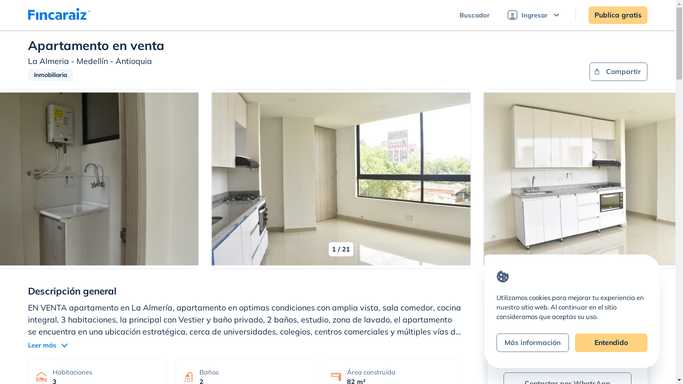 Fincaraiz
Buscador
Ingresar
Publica gratis
Apartamento en venta
La Almeria - Medellín - Antioquia
Inmobiliaria
Compartir
1 / 21
Descripción general
EN VENTA apartamento en La Almería, apartamento en optimas condiciones con amplia vista, sala comedor, cocina
integral, 3 habitaciones, la principal con Vestier y baño privado, 2 baños, estudio, zona de lavado, el apartamento
se encuentra en una ubicación estratégica, cerca de universidades, colegios, centros comerciales y múltiples vías d...
Leer más
Habitaciones
3
Baños
2
Área construida
82 m²
Utilizamos cookies para mejorar tu experiencia en
nuestro sitio web. Al continuar en el sitio
consideramos que aceptas su uso.
Más información
Entendido
Contactar por WhatsApp